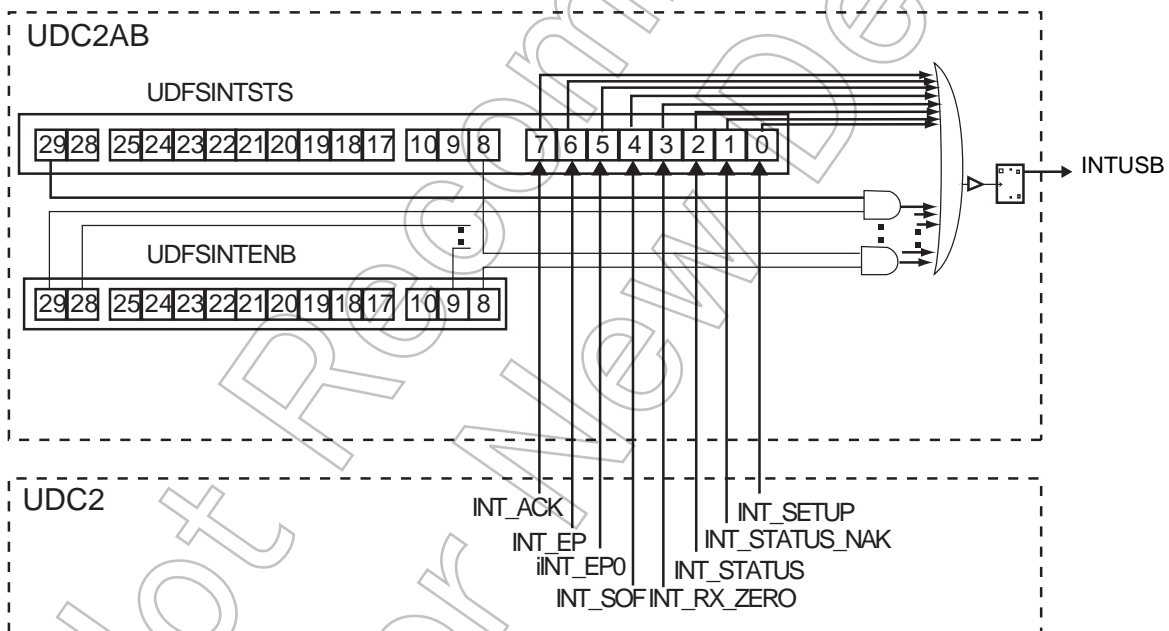 UDC2AB
UDFSINTSTS
29 28 25 24 23 22 21 20 19 18 17 10 9 8 7 6 5 4 3 2 1 0
INTUSB
UDFSINTENB
29 28 25 24 23 22 21 20 19 18 17 10 9 8
UDC2
INT_ACK
INT_SETUP
INT_EP
INT_STATUS_NAK
iINT_EP0
INT_STATUS
INT_SOF
INT_RX_ZERO